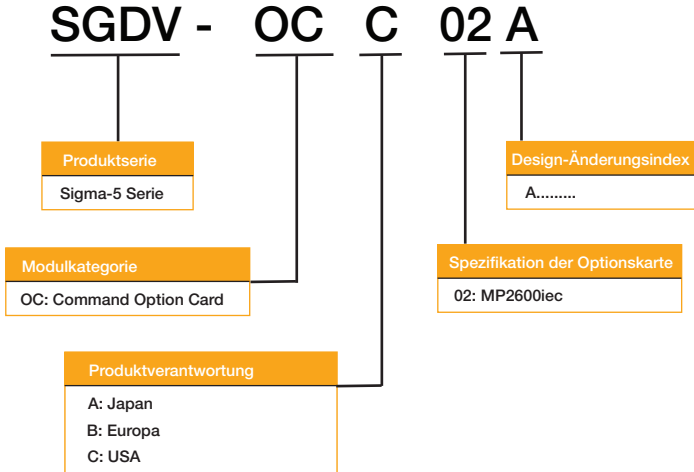 SGDV - OC C 02 A
Produktserie
Sigma-5 Serie
Design-Änderungsindex
A.........
Modulkategorie
OC: Command Option Card
Spezifikation der Optionskarte
02: MP2600iec
Produktverantwortung
A: Japan
B: Europa
C: USA